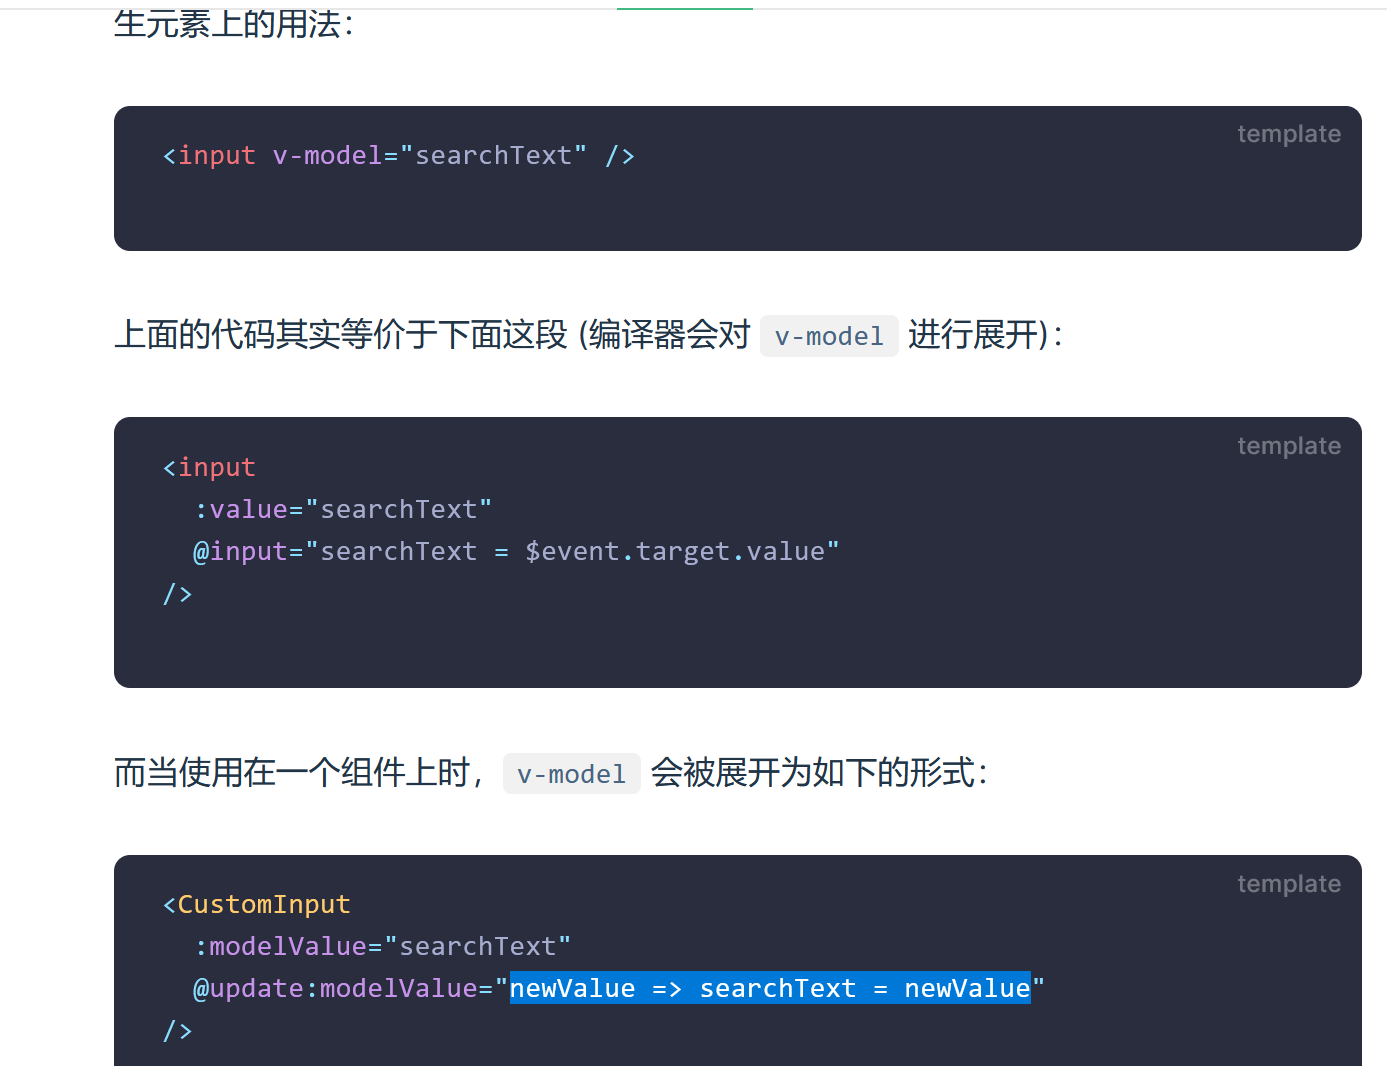 生元素上的用法：
template
<input v-model="searchText" />
上面的代码其实等价于下面这段 (编译器会对 v-model 进行展开)：
template
<input
  :value="searchText"
  @input="searchText = $event.target.value"
/>
而当使用在一个组件上时，v-model 会被展开为如下的形式：
template
<CustomInput
  :modelValue="searchText"
  @update:modelValue="newValue => searchText = newValue"
/>